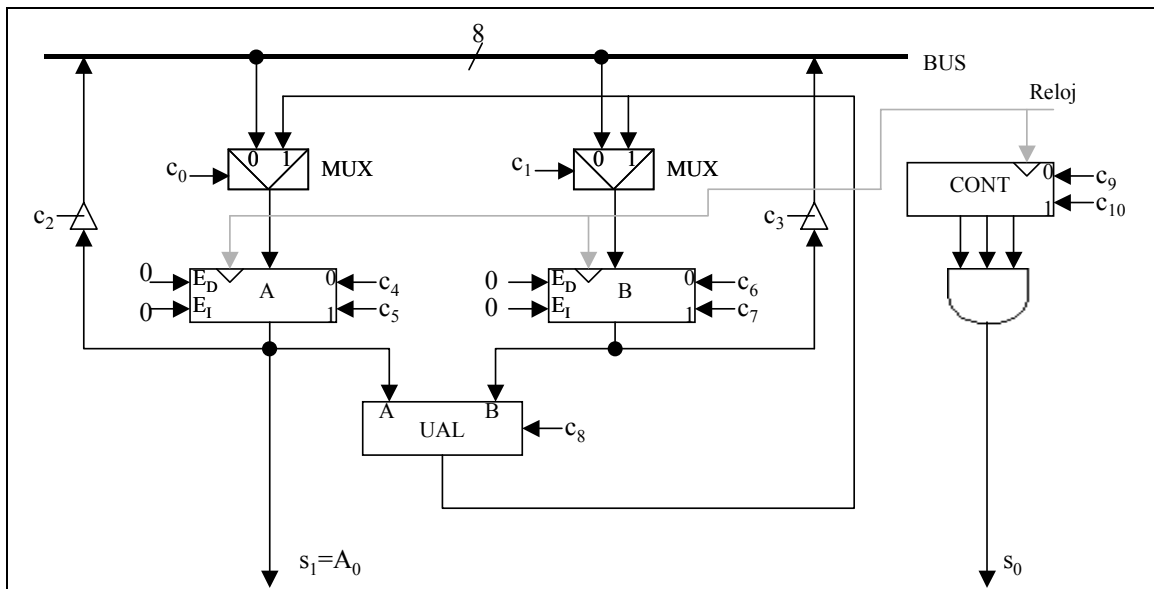 8
BUS
Reloj
0 1
MUX
c0
0 1
MUX
c1
0
CONT
1
c9
c10
c2
c3
0
ED
A
0
c4
0
EI
1
c5
0
ED
B
0
c6
0
EI
1
c7
A
B
UAL
c8
s1=A0
s0